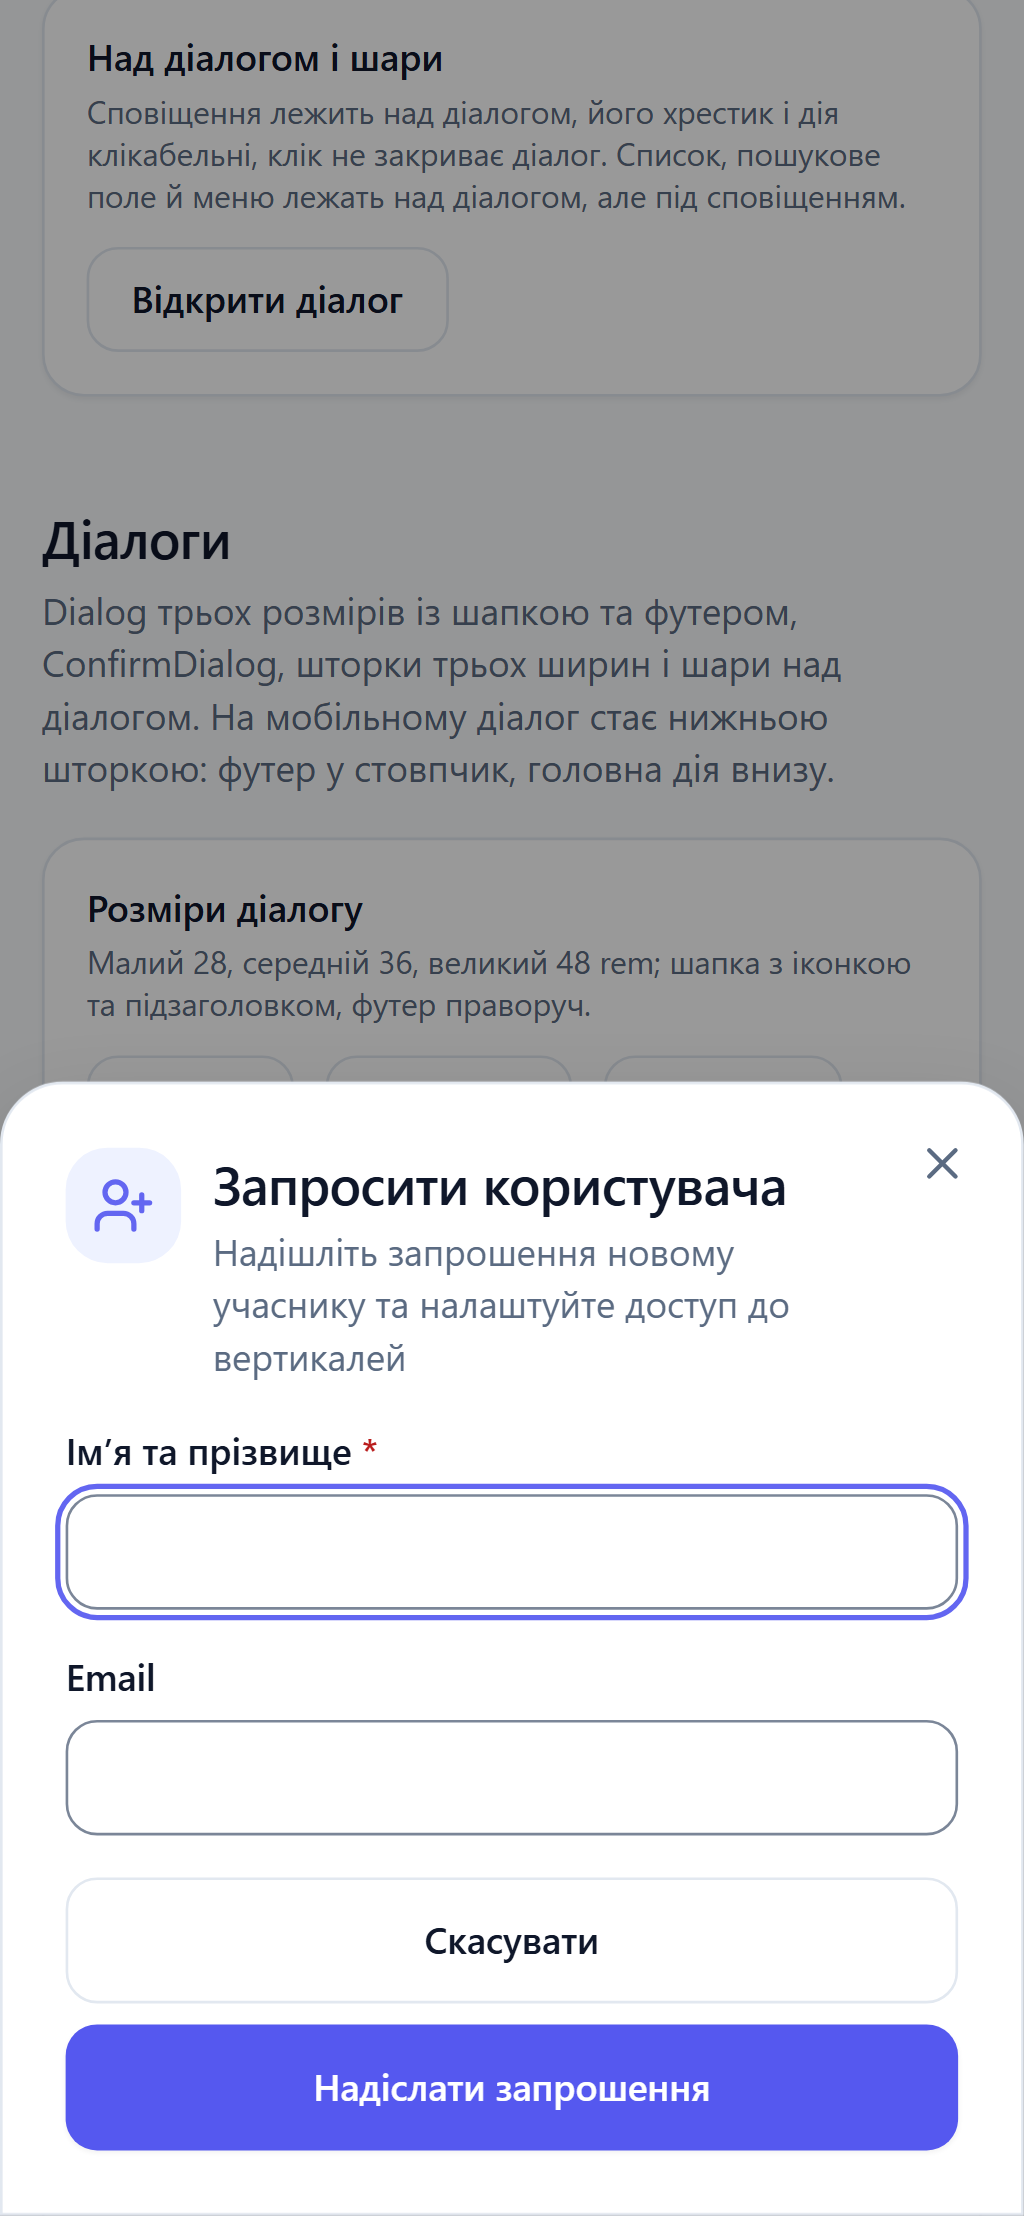 Над діалогом і шари
Сповіщення лежить над діалогом, його хрестик і дія
клікабельні, клік не закриває діалог. Список, пошукове
поле й меню лежать над діалогом, але під сповіщенням.
Відкрити діалог
Діалоги
Dialog трьох розмірів із шапкою та футером,
ConfirmDialog, шторки трьох ширин і шари над
діалогом. На мобільному діалог стає нижньою
шторкою: футер у стовпчик, головна дія внизу.
Розміри діалогу
Малий 28, середній 36, великий 48 rem; шапка з іконкою
та підзаголовком, футер праворуч.
Запросити користувача
Надішліть запрошення новому
учаснику та налаштуйте доступ до
вертикалей
Ім’я та прізвище *
Email
Скасувати
Надіслати запрошення